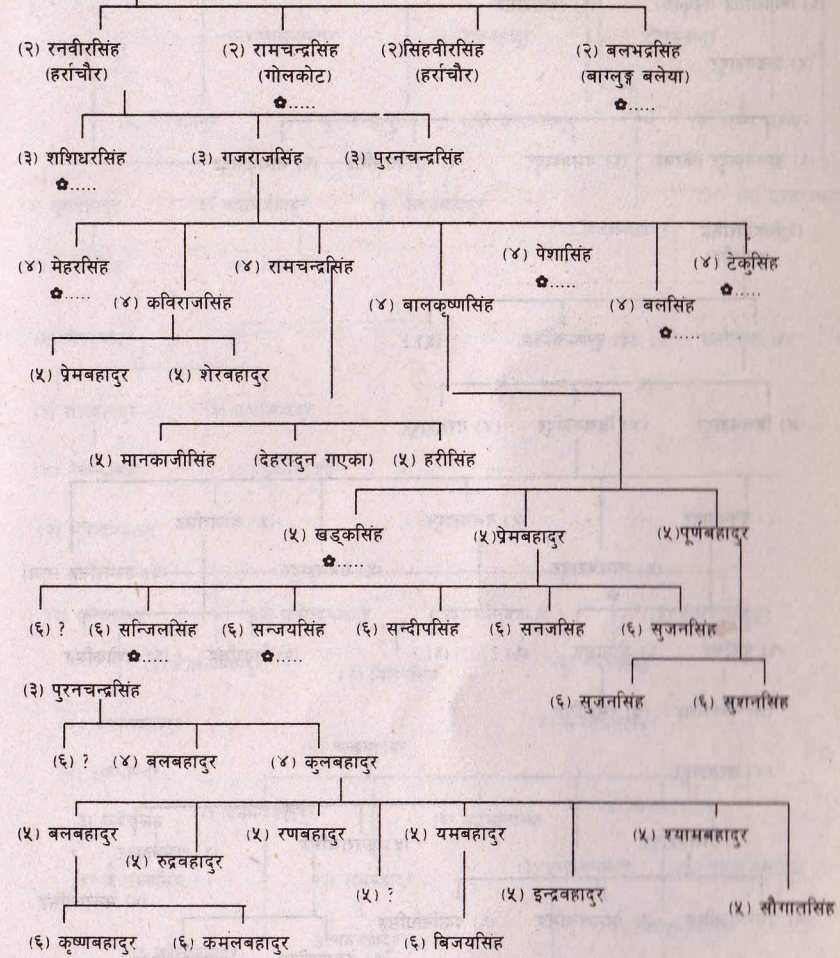 (२) रनवीरसिंह (२) रामचन्द्रसिंह (२)सिंहवीरसिंह (२) बलभद्रसिंह
(हर्राचौर) (गोलकोट) (हर्राचौर) (बाग्लुङ्ग बलेया)
✿..... ✿.....
(३) शशिधरसिंह (३) गजराजसिंह (३) पुरनचन्द्रसिंह
✿.....
(४) मेहरसिंह (४) रामचन्द्रसिंह (४) पेशासिंह (४) टेकुसिंह
✿..... ✿..... ✿.....
(४) कविराजसिंह (४) बालकृष्णसिंह (४) बलसिंह
✿.....
(५) प्रेमबहादुर (५) शेरबहादुर
(५) मानकाजीसिंह (देहरादुन गएका) (५) हरीसिंह
(५) खड्कसिंह (५)प्रेमबहादुर (५)पूर्णबहादुर
✿.....
(६) ? (६) सन्जिलसिंह (६) सन्जयसिंह (६) सन्दीपसिंह (६) सनजसिंह (६) सुजनसिंह
✿..... ✿.....
(३) पुरनचन्द्रसिंह
(६) सुजनसिंह (६) सुशनसिंह
(६) ? (४) बलबहादुर (४) कुलबहादुर
(५) बलबहादुर (५) रणबहादुर (५) यमबहादुर (५) श्यामबहादुर
(५) रुद्रवहादुर
(५) ? (५) इन्द्रवहादुर (५) सौगातसिंह
(६) कृष्णबहादुर (६) कमलबहादुर (६) बिजयसिंह